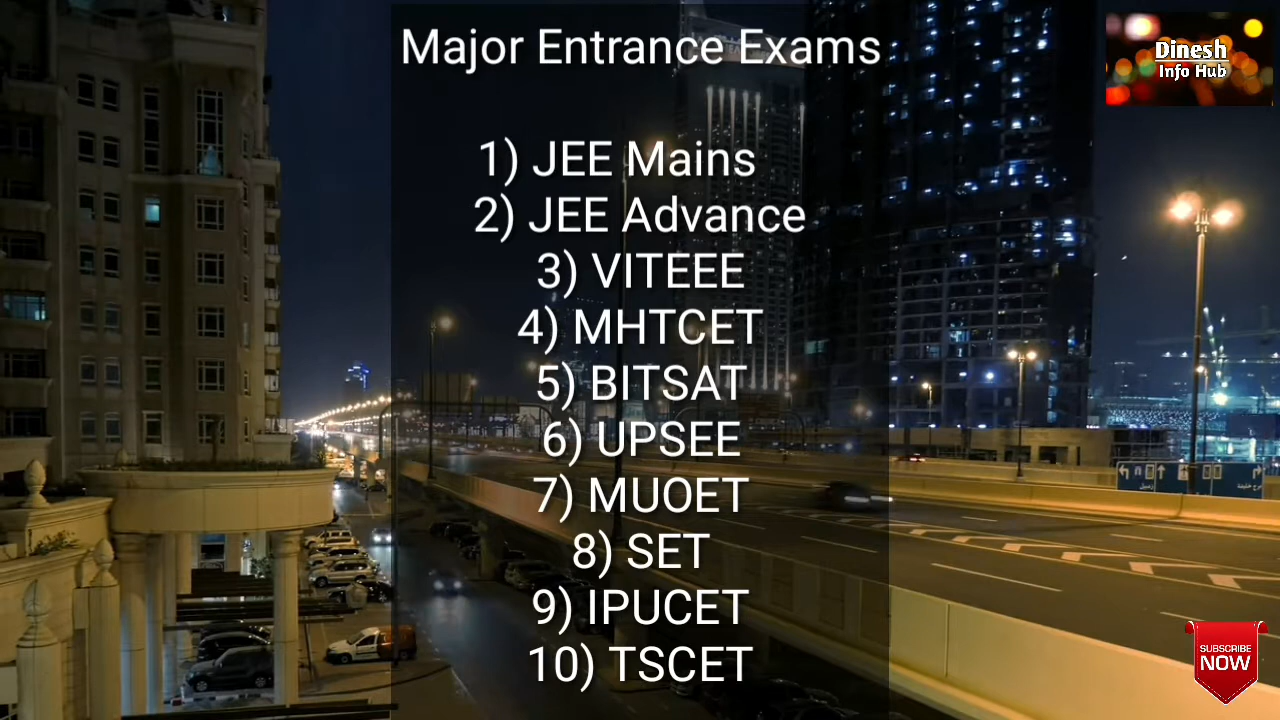 Major Entrance Exams
Dinesh
Info Hub
1) JEE Mains
2) JEE Advance
3) VITEEE
4) MHTCET
5) BITSAT
6) UPSEE
7) MUOET
8) SET
9) IPUCET
10) TSCET
SUBSCRIBE
NOW